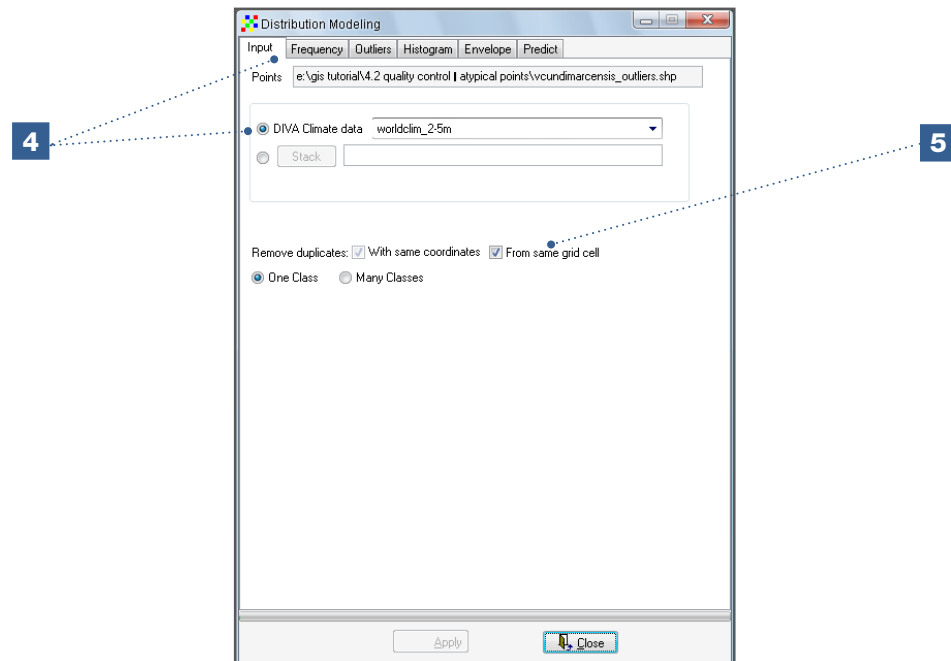 Distribution Modeling
Input Frequency Outliers Histogram Envelope Predict
Points e:\gis tutorial\4.2 quality control | atypical points\vcundimarcensis_outliers.shp
4
DIVA Climate data worldclim_2-5m
5
Stack
Remove duplicates: With same coordinates From same grid cell
One Class Many Classes
Apply Close